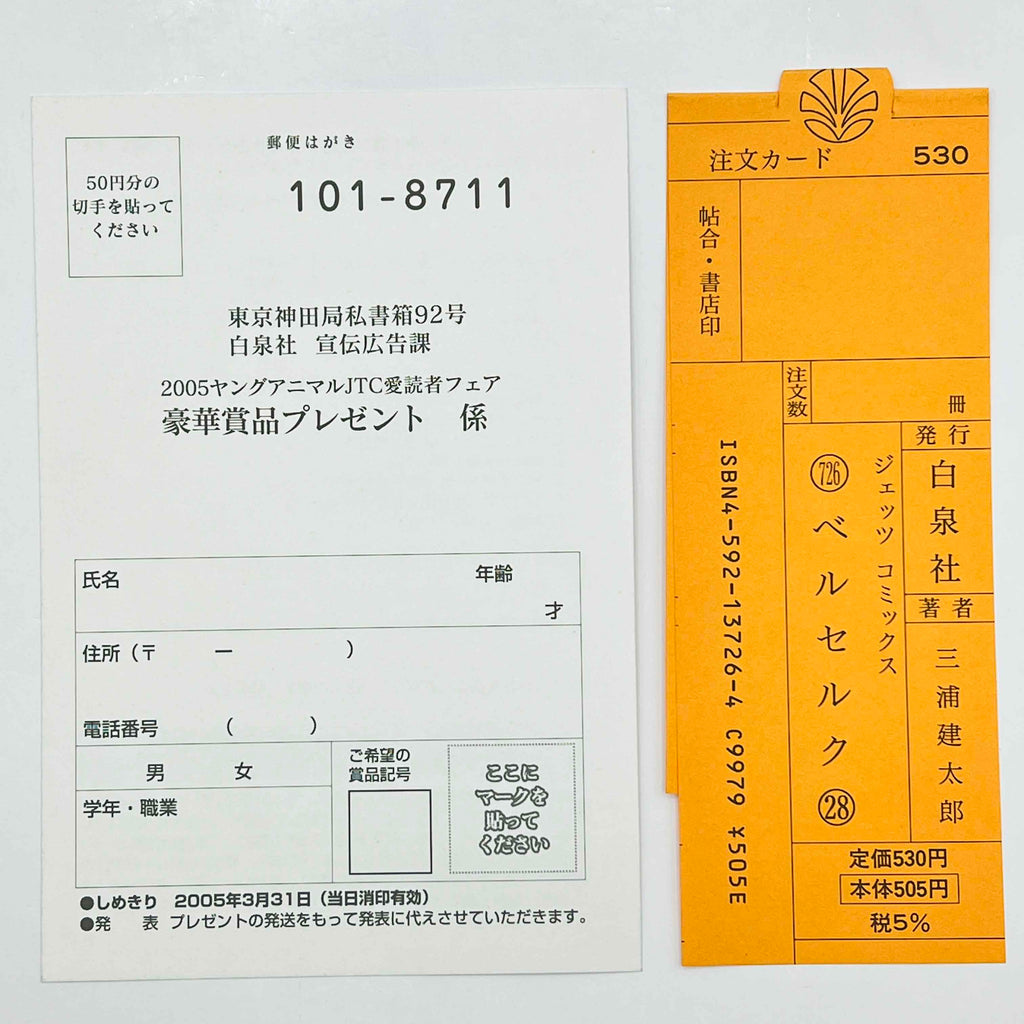 郵便はがき
50円分の
切手を貼って
ください
101-8711
東京神田局私書箱92号
白泉社 宣伝広告課
2005ヤングアニマルJTC愛読者フェア
豪華賞品プレゼント 係
氏名 年齢
才
住所(〒 ー )
電話番号 ( )
男 女
学年・職業
ご希望の
賞品記号
ここに
マークを
貼って
ください
●しめきり 2005年3月31日(当日消印有効)
●発 表 プレゼントの発送をもって発表に代えさせていただきます。
注文カード 530
帖合・書店印
注文数
冊
発行
白泉社
著者
三浦建太郎
ジェッツ コミックス
726 ベルセルク 28
ISBN4-592-13726-4 C9979 ¥505E
定価530円
本体505円
税5%